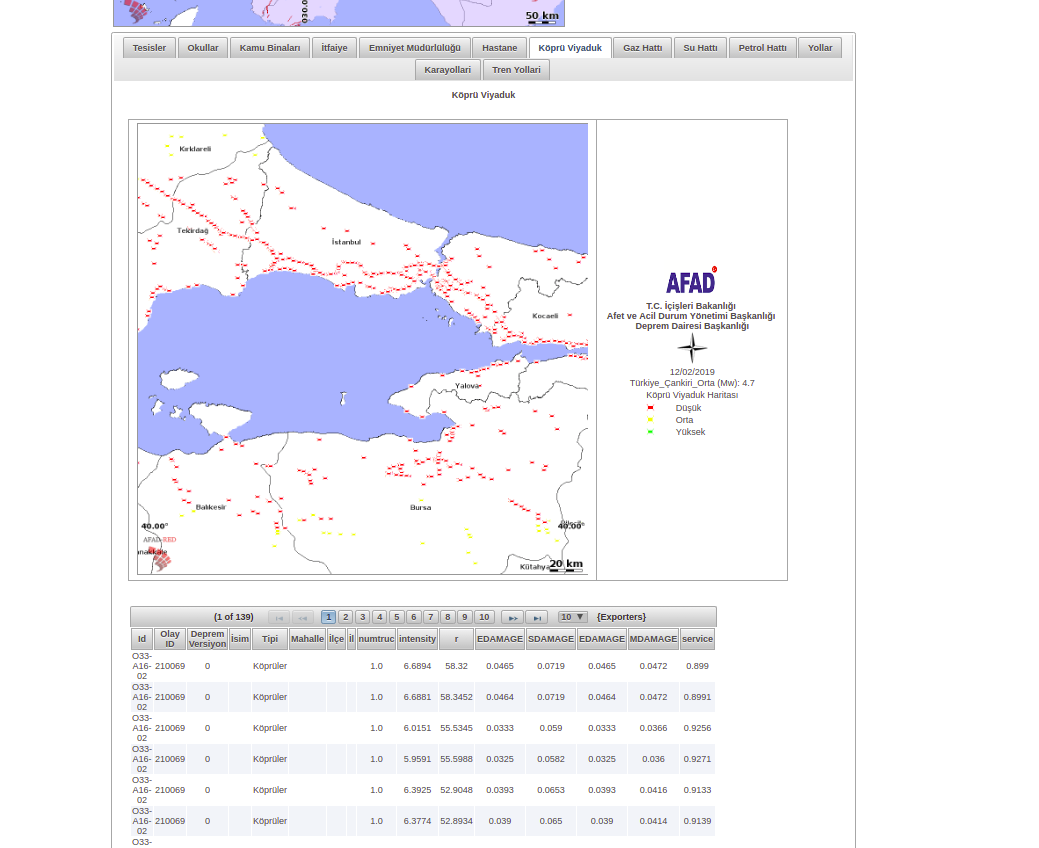 50 km
Tesisler Okullar Kamu Binaları İtfaiye Emniyet Müdürlülüğü Hastane Köprü Viyaduk Gaz Hattı Su Hattı Petrol Hattı Yollar
Karayollari Tren Yollari
Köprü Viyaduk
Kırklareli
Tekirdağ
İstanbul
Kocaeli
Yalova
Balıkesir
Bursa
40.00°
40.00°
AFAD-RED
Kütahya
20 km
AFAD
T.C. İçişleri Bakanlığı
Afet ve Acil Durum Yönetimi Başkanlığı
Deprem Dairesi Başkanlığı
12/02/2019
Türkiye_Çankiri_Orta (Mw): 4.7
Köprü Viyaduk Haritası
Düşük
Orta
Yüksek
(1 of 139) 1 2 3 4 5 6 7 8 9 10 10 {Exporters}
Id Olay ID Deprem Versiyon İsim Tipi Mahalle İlçe İl numtruc intensity r EDAMAGE SDAMAGE EDAMAGE MDAMAGE service
O33-A16-02 210069 0 Köprüler 1.0 6.6894 58.32 0.0465 0.0719 0.0465 0.0472 0.899
O33-A16-02 210069 0 Köprüler 1.0 6.6881 58.3452 0.0464 0.0719 0.0464 0.0472 0.8991
O33-A16-02 210069 0 Köprüler 1.0 6.0151 55.5345 0.0333 0.059 0.0333 0.0366 0.9256
O33-A16-02 210069 0 Köprüler 1.0 5.9591 55.5988 0.0325 0.0582 0.0325 0.036 0.9271
O33-A16-02 210069 0 Köprüler 1.0 6.3925 52.9048 0.0393 0.0653 0.0393 0.0416 0.9133
O33-A16-02 210069 0 Köprüler 1.0 6.3774 52.8934 0.039 0.065 0.039 0.0414 0.9139
O33-